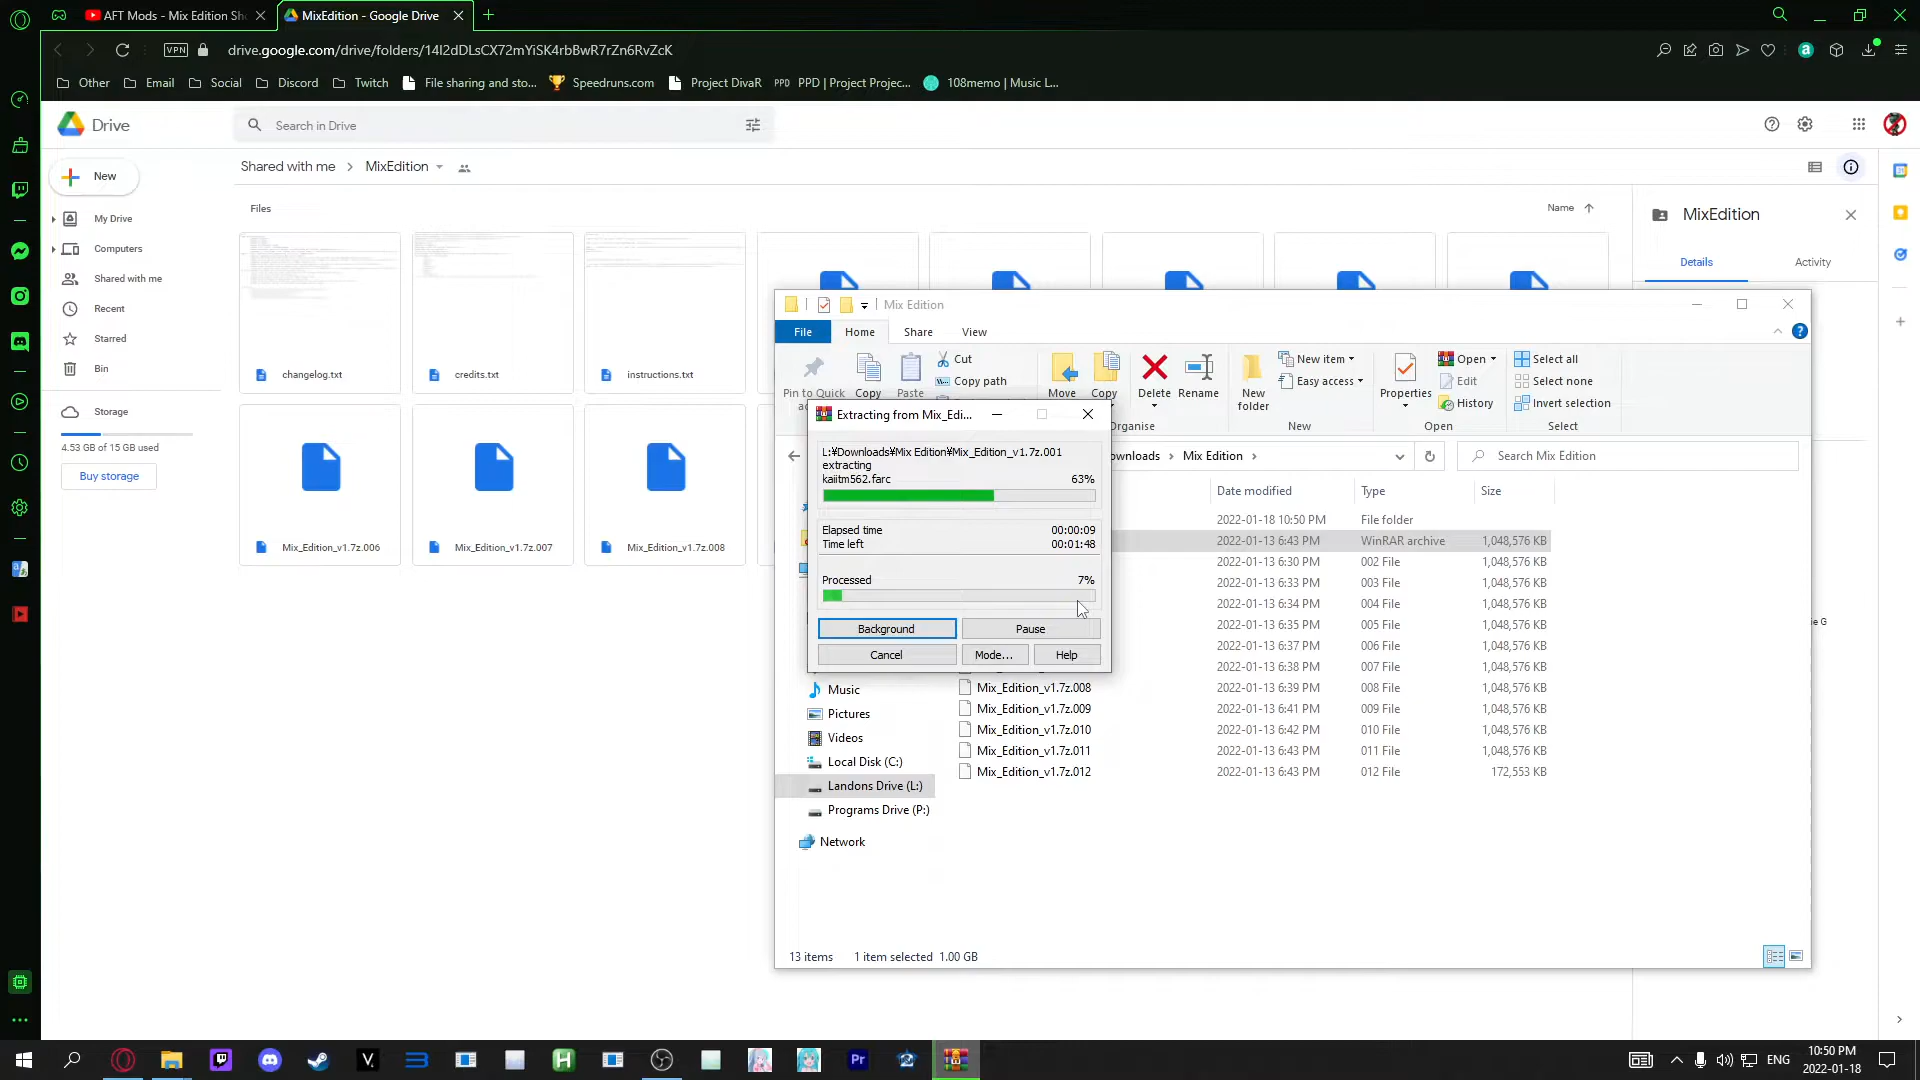 AFT Mods - Mix Edition Sho
MixEdition - Google Drive
VPN
drive.google.com/drive/folders/14l2dDLsCX72mYiSK4rbBwR7rZn6RvZcK
Other
Email
Social
Discord
Twitch
File sharing and sto...
Speedruns.com
Project DivaR
PPD
PPD | Project Projec...
108memo | Music L...
Drive
Search in Drive
Shared with me
MixEdition
New
Files
Name
MixEdition
My Drive
Computers
Shared with me
Recent
Starred
Bin
Storage
4.53 GB of 15 GB used
Buy storage
Details
Activity
changelog.txt
credits.txt
instructions.txt
Mix_Edition_v1.7z.006
Mix_Edition_v1.7z.007
Mix_Edition_v1.7z.008
Mix Edition
File
Home
Share
View
Pin to Quick
Copy
Paste
Cut
Copy path
Move
Copy
Delete
Rename
New
folder
New item
Easy access
Properties
Open
Edit
History
Select all
Select none
Invert selection
Organise
New
Open
Select
ownloads
Mix Edition
Search Mix Edition
Extracting from Mix_Edi...
L:¥Downloads¥Mix Edition¥Mix_Edition_v1.7z.001
extracting
kaiitm562.farc
63%
Elapsed time
00:00:09
Time left
00:01:48
Processed
7%
Background
Pause
Cancel
Mode...
Help
Date modified
Type
Size
2022-01-18 10:50 PM File folder
2022-01-13 6:43 PM WinRAR archive 1,048,576 KB
2022-01-13 6:30 PM 002 File 1,048,576 KB
2022-01-13 6:33 PM 003 File 1,048,576 KB
2022-01-13 6:34 PM 004 File 1,048,576 KB
2022-01-13 6:35 PM 005 File 1,048,576 KB
2022-01-13 6:37 PM 006 File 1,048,576 KB
2022-01-13 6:38 PM 007 File 1,048,576 KB
Mix_Edition_v1.7z.008 2022-01-13 6:39 PM 008 File 1,048,576 KB
Mix_Edition_v1.7z.009 2022-01-13 6:41 PM 009 File 1,048,576 KB
Mix_Edition_v1.7z.010 2022-01-13 6:42 PM 010 File 1,048,576 KB
Mix_Edition_v1.7z.011 2022-01-13 6:43 PM 011 File 1,048,576 KB
Mix_Edition_v1.7z.012 2022-01-13 6:43 PM 012 File 172,553 KB
Music
Pictures
Videos
Local Disk (C:)
Landons Drive (L:)
Programs Drive (P:)
Network
13 items
1 item selected 1.00 GB
ENG
10:50 PM
2022-01-18